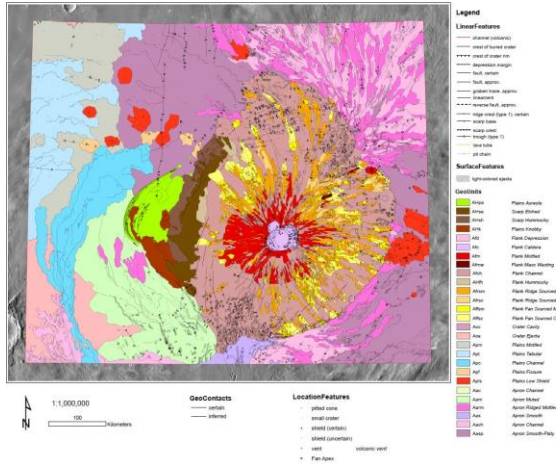 Legend
LinearFeatures
channel (volcanic)
crest of buried crater
crest of crater rim
depression margin
fault, certain
fault, approx.
graben trace, approx.
lineament
reverse fault, approx.
ridge crest (type 1), certain
scarp base
scarp crest
trough (type 1)
lava tube
pit chain
SurfaceFeatures
light-colored ejecta
GeoUnits
Plains Aureole
Scarp Etched
Scarp Hummocky
Plains Knobby
Flank Depression
Flank Caldera
Flank Mottled
Flank Mass Wasting
Flank Channel
Flank Hummocky
Flank Ridge Sourced
Flank Ridge Sourced
Flank Fan Sourced M
Flank Fan Sourced C
Crater Cavity
Crater Ejecta
Plains Mottled
Plains Tabular
Plains Channel
Plains Fissure
Plains Low Shield
Apron Channel
Apron Muted
Apron Ridged Mottled
Apron Smooth
Apron Channel
Apron Smooth-Platy
N
1:1,000,000
100
Kilometers
GeoContacts
certain
inferred
LocationFeatures
pitted cone
small crater
shield (certain)
shield (uncertain)
vent volcanic vent
Fan Apex